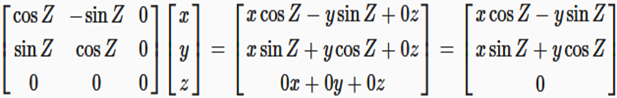 [cos Z −sin Z 0] [x] = [x cos Z − y sin Z + 0z] = [x cos Z − y sin Z]
[sin Z cos Z 0] [y] = [x sin Z + y cos Z + 0z] = [x sin Z + y cos Z]
[0 0 0] [z] = [0x + 0y + 0z] = [0]